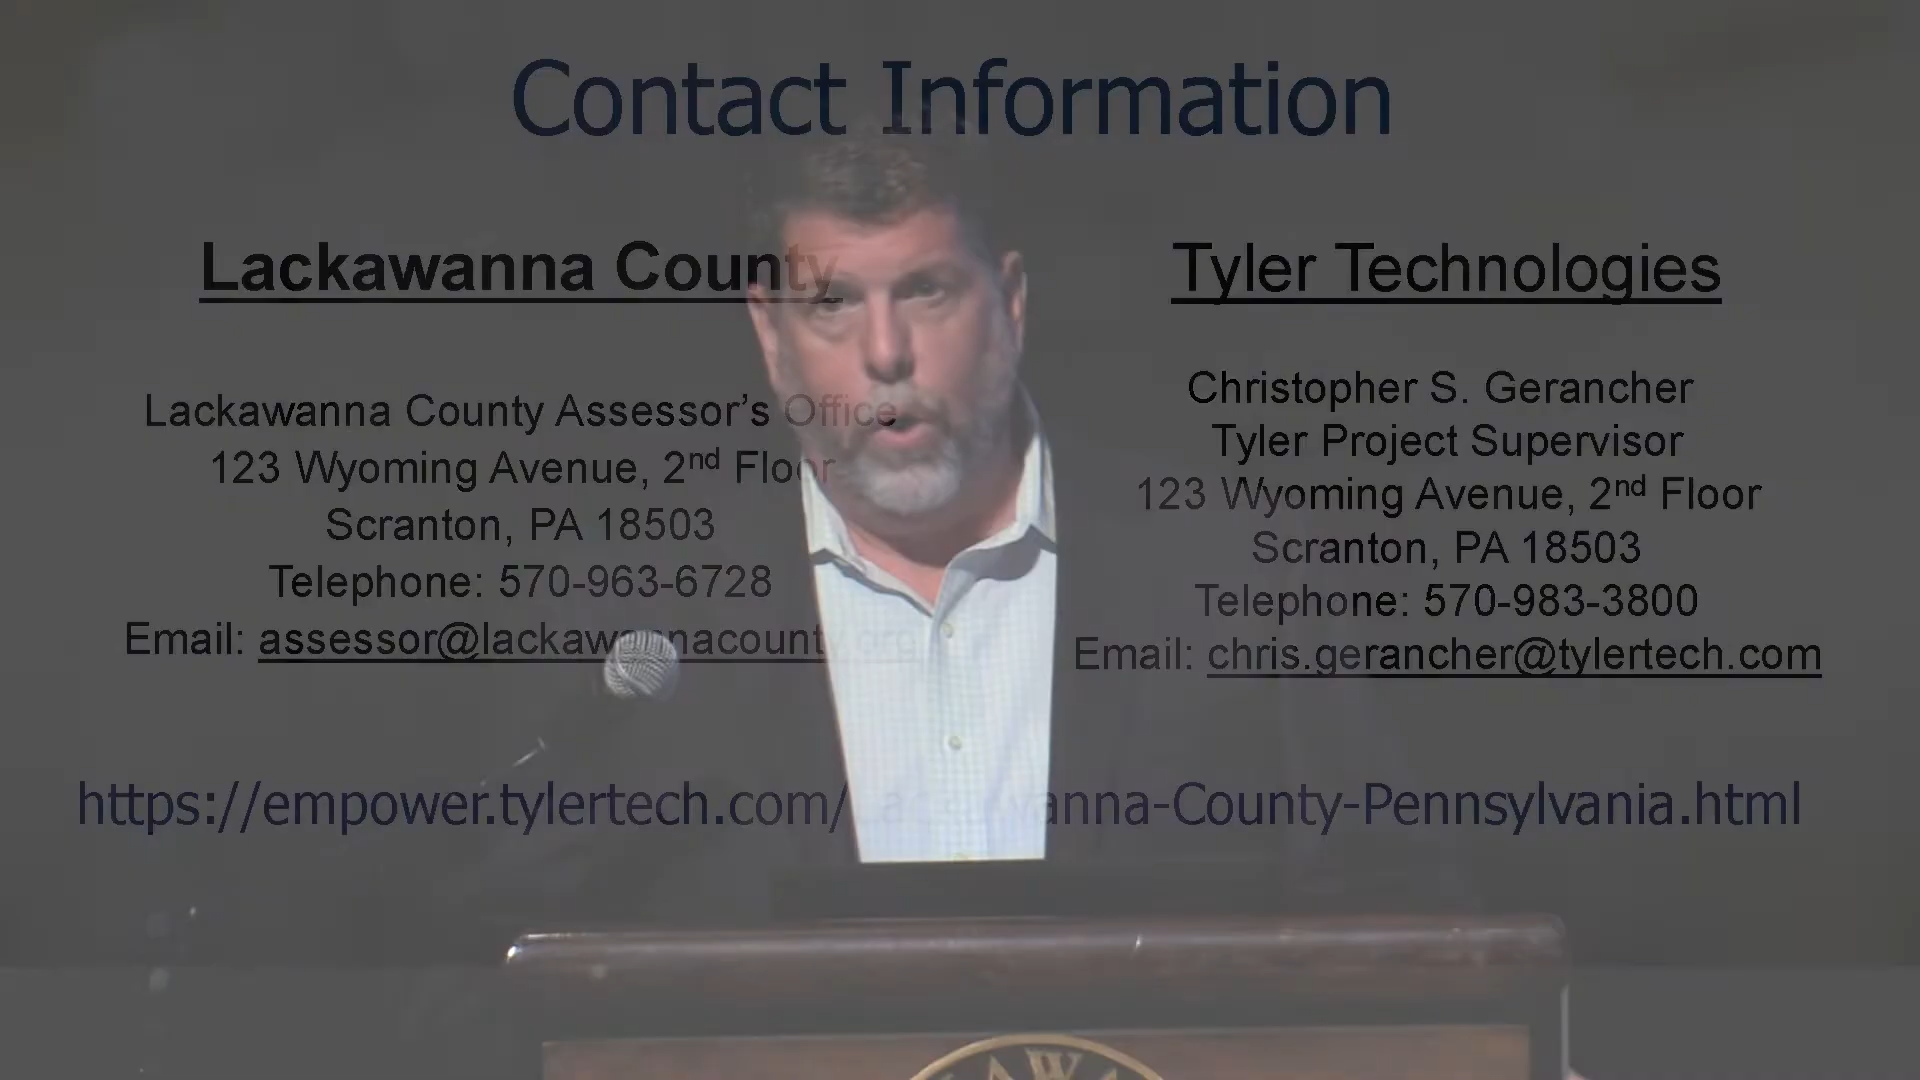 Contact Information
Lackawanna County
Lackawanna County Assessor’s Office
123 Wyoming Avenue, 2nd Floor
Scranton, PA 18503
Telephone: 570-963-6728
Email: assessor@lackawannacounty.org
Tyler Technologies
Christopher S. Gerancher
Tyler Project Supervisor
123 Wyoming Avenue, 2nd Floor
Scranton, PA 18503
Telephone: 570-983-3800
Email: chris.gerancher@tylertech.com
https://empower.tylertech.com/Lackawanna-County-Pennsylvania.html